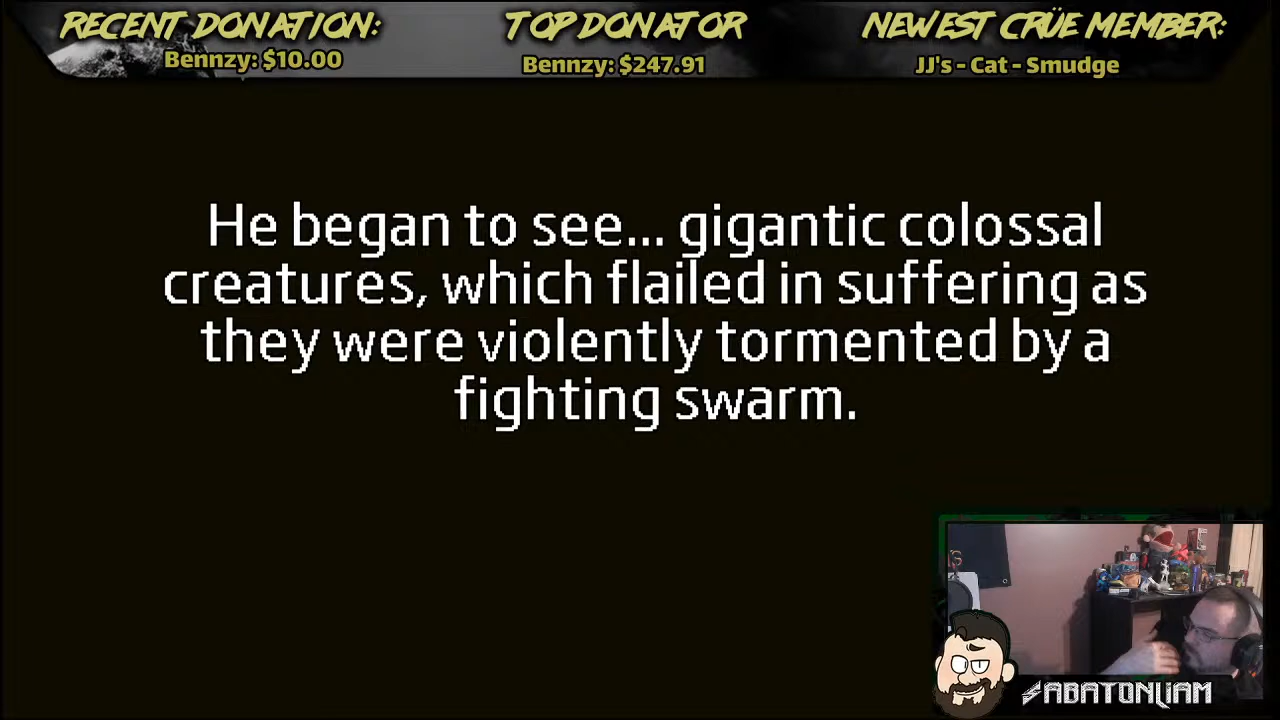 RECENT DONATION:
Bennzy: $10.00
TOP DONATOR
Bennzy: $247.91
NEWEST CRÜE MEMBER:
JJ's - Cat - Smudge
He began to see... gigantic colossal
creatures, which flailed in suffering as
they were violently tormented by a
fighting swarm.
SABATONLIAM